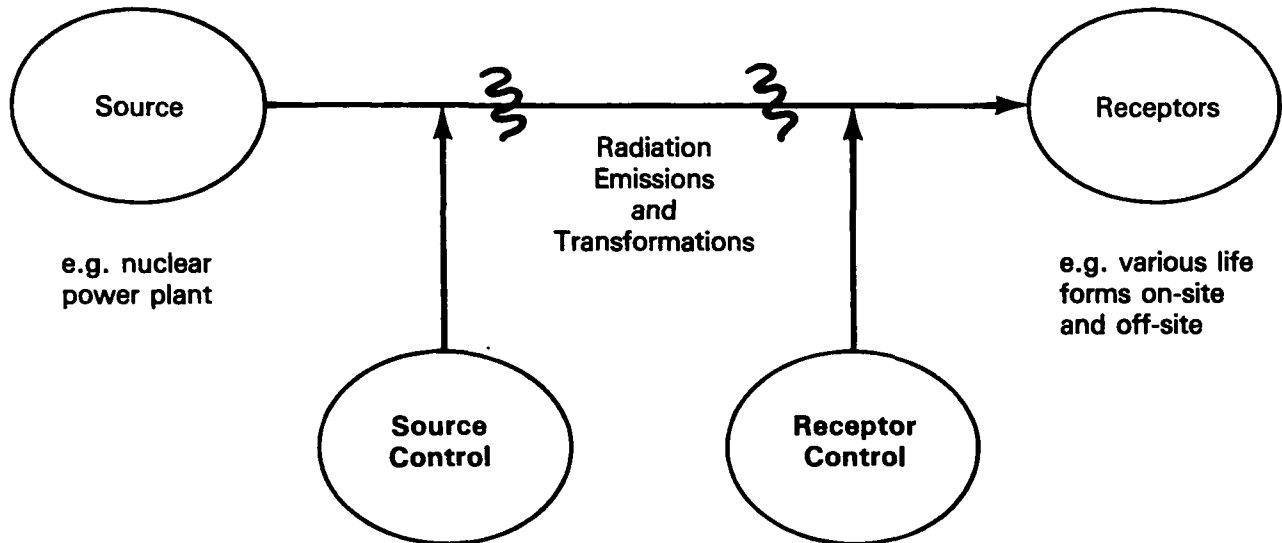 Source
Receptors
Radiation
Emissions
and
Transformations
e.g. nuclear
power plant
e.g. various life
forms on-site
and off-site
Source
Control
Receptor
Control